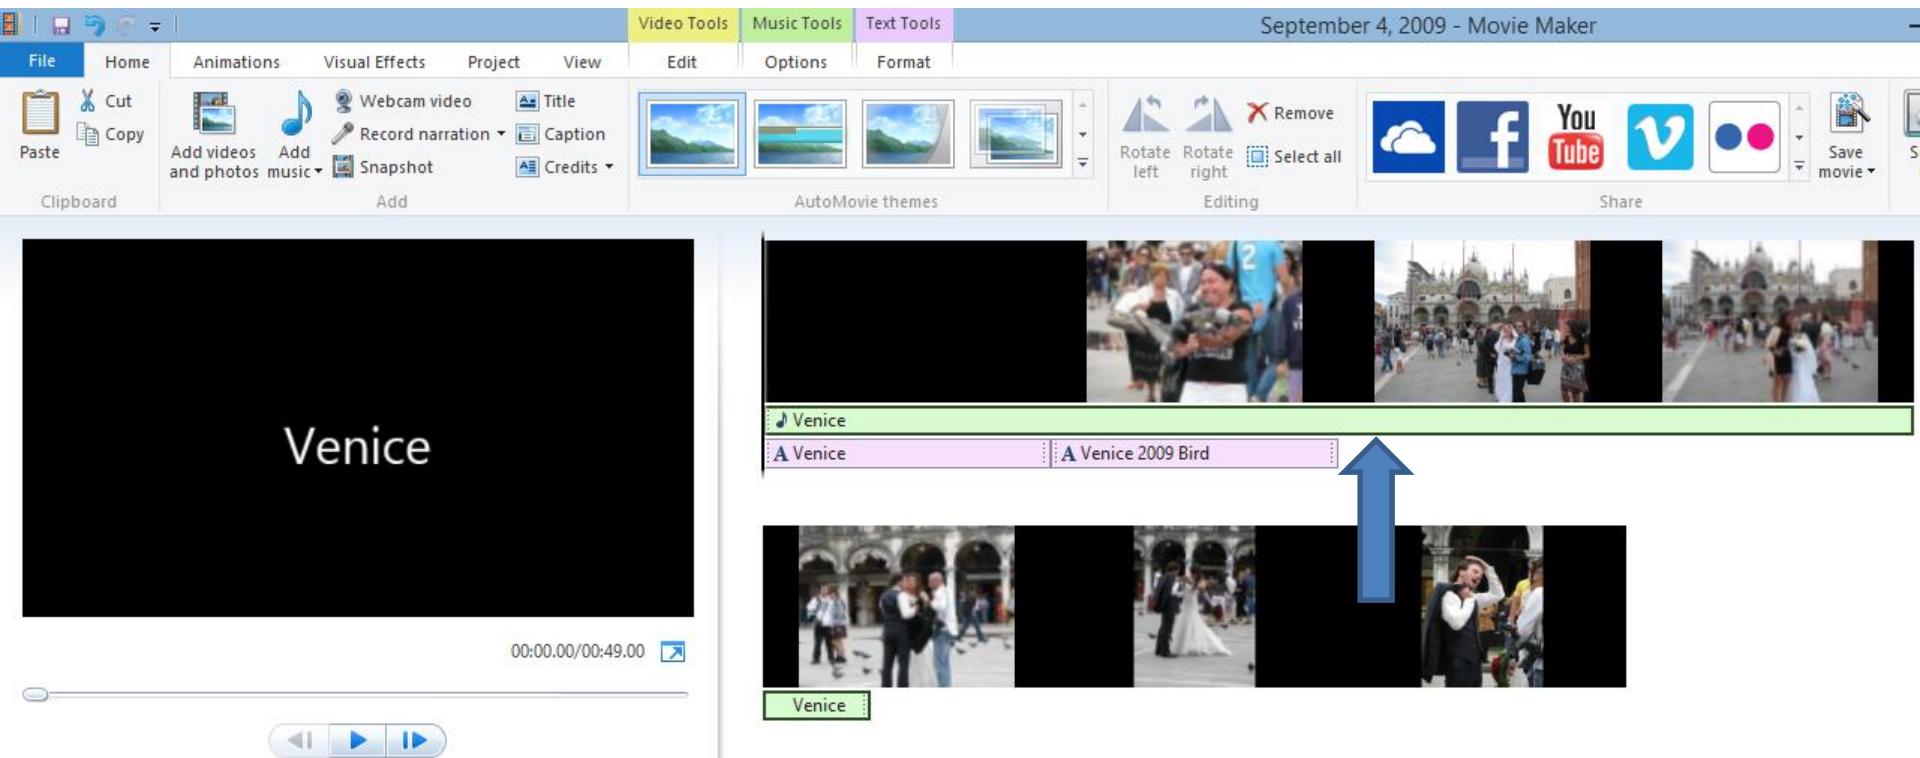 Video Tools Music Tools Text Tools September 4, 2009 - Movie Maker
File Home Animations Visual Effects Project View Edit Options Format
Paste
Cut
Copy
Clipboard
Add videos
and photos
Add
music
Webcam video
Record narration
Snapshot
Title
Caption
Credits
Add
AutoMovie themes
Rotate
left
Rotate
right
Remove
Select all
Editing
f
You
Tube
Share
Save
movie
S
2
Venice
Venice
A Venice
A Venice 2009 Bird
Venice
00:00.00/00:49.00
Venice